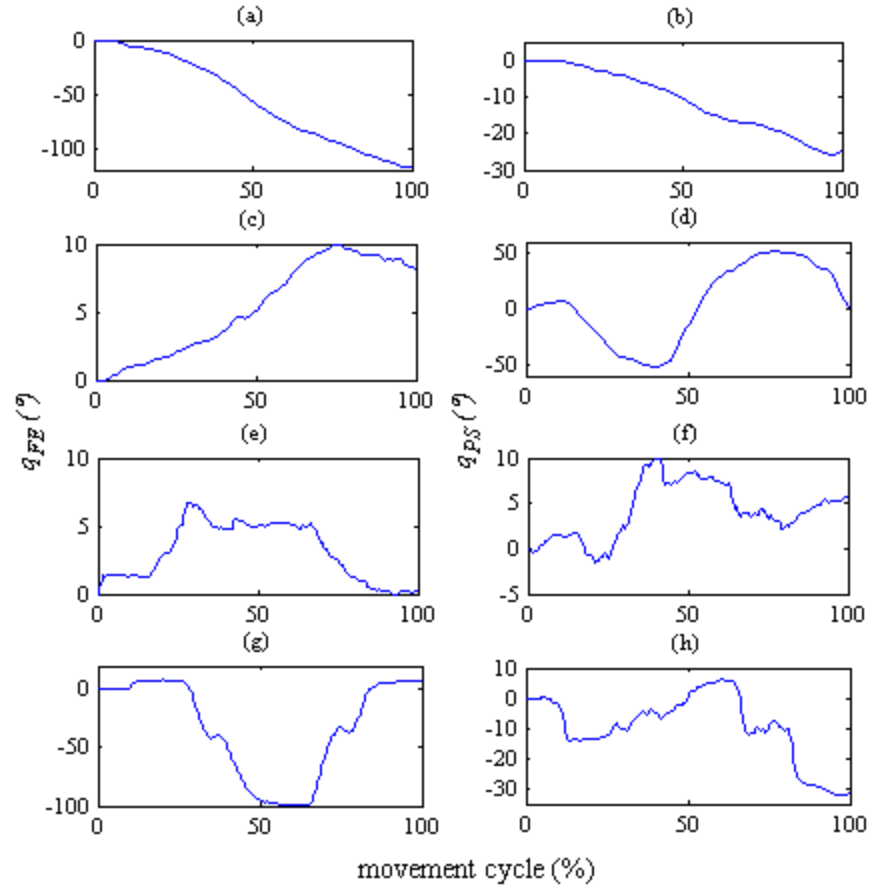 (a) (b)
0 0
-50 -10
-100 -20
-30
0 50 100 0 50 100
(c) (d)
10 50
5 0
0 -50
0 50 100 0 50 100
q_FE (°) q_PS (°)
(e) (f)
10 10
5 5
0 0
-5
0 50 100 0 50 100
(g) (h)
0 10
-50 0
-100 -10
-20
-30
0 50 100 0 50 100
movement cycle (%)